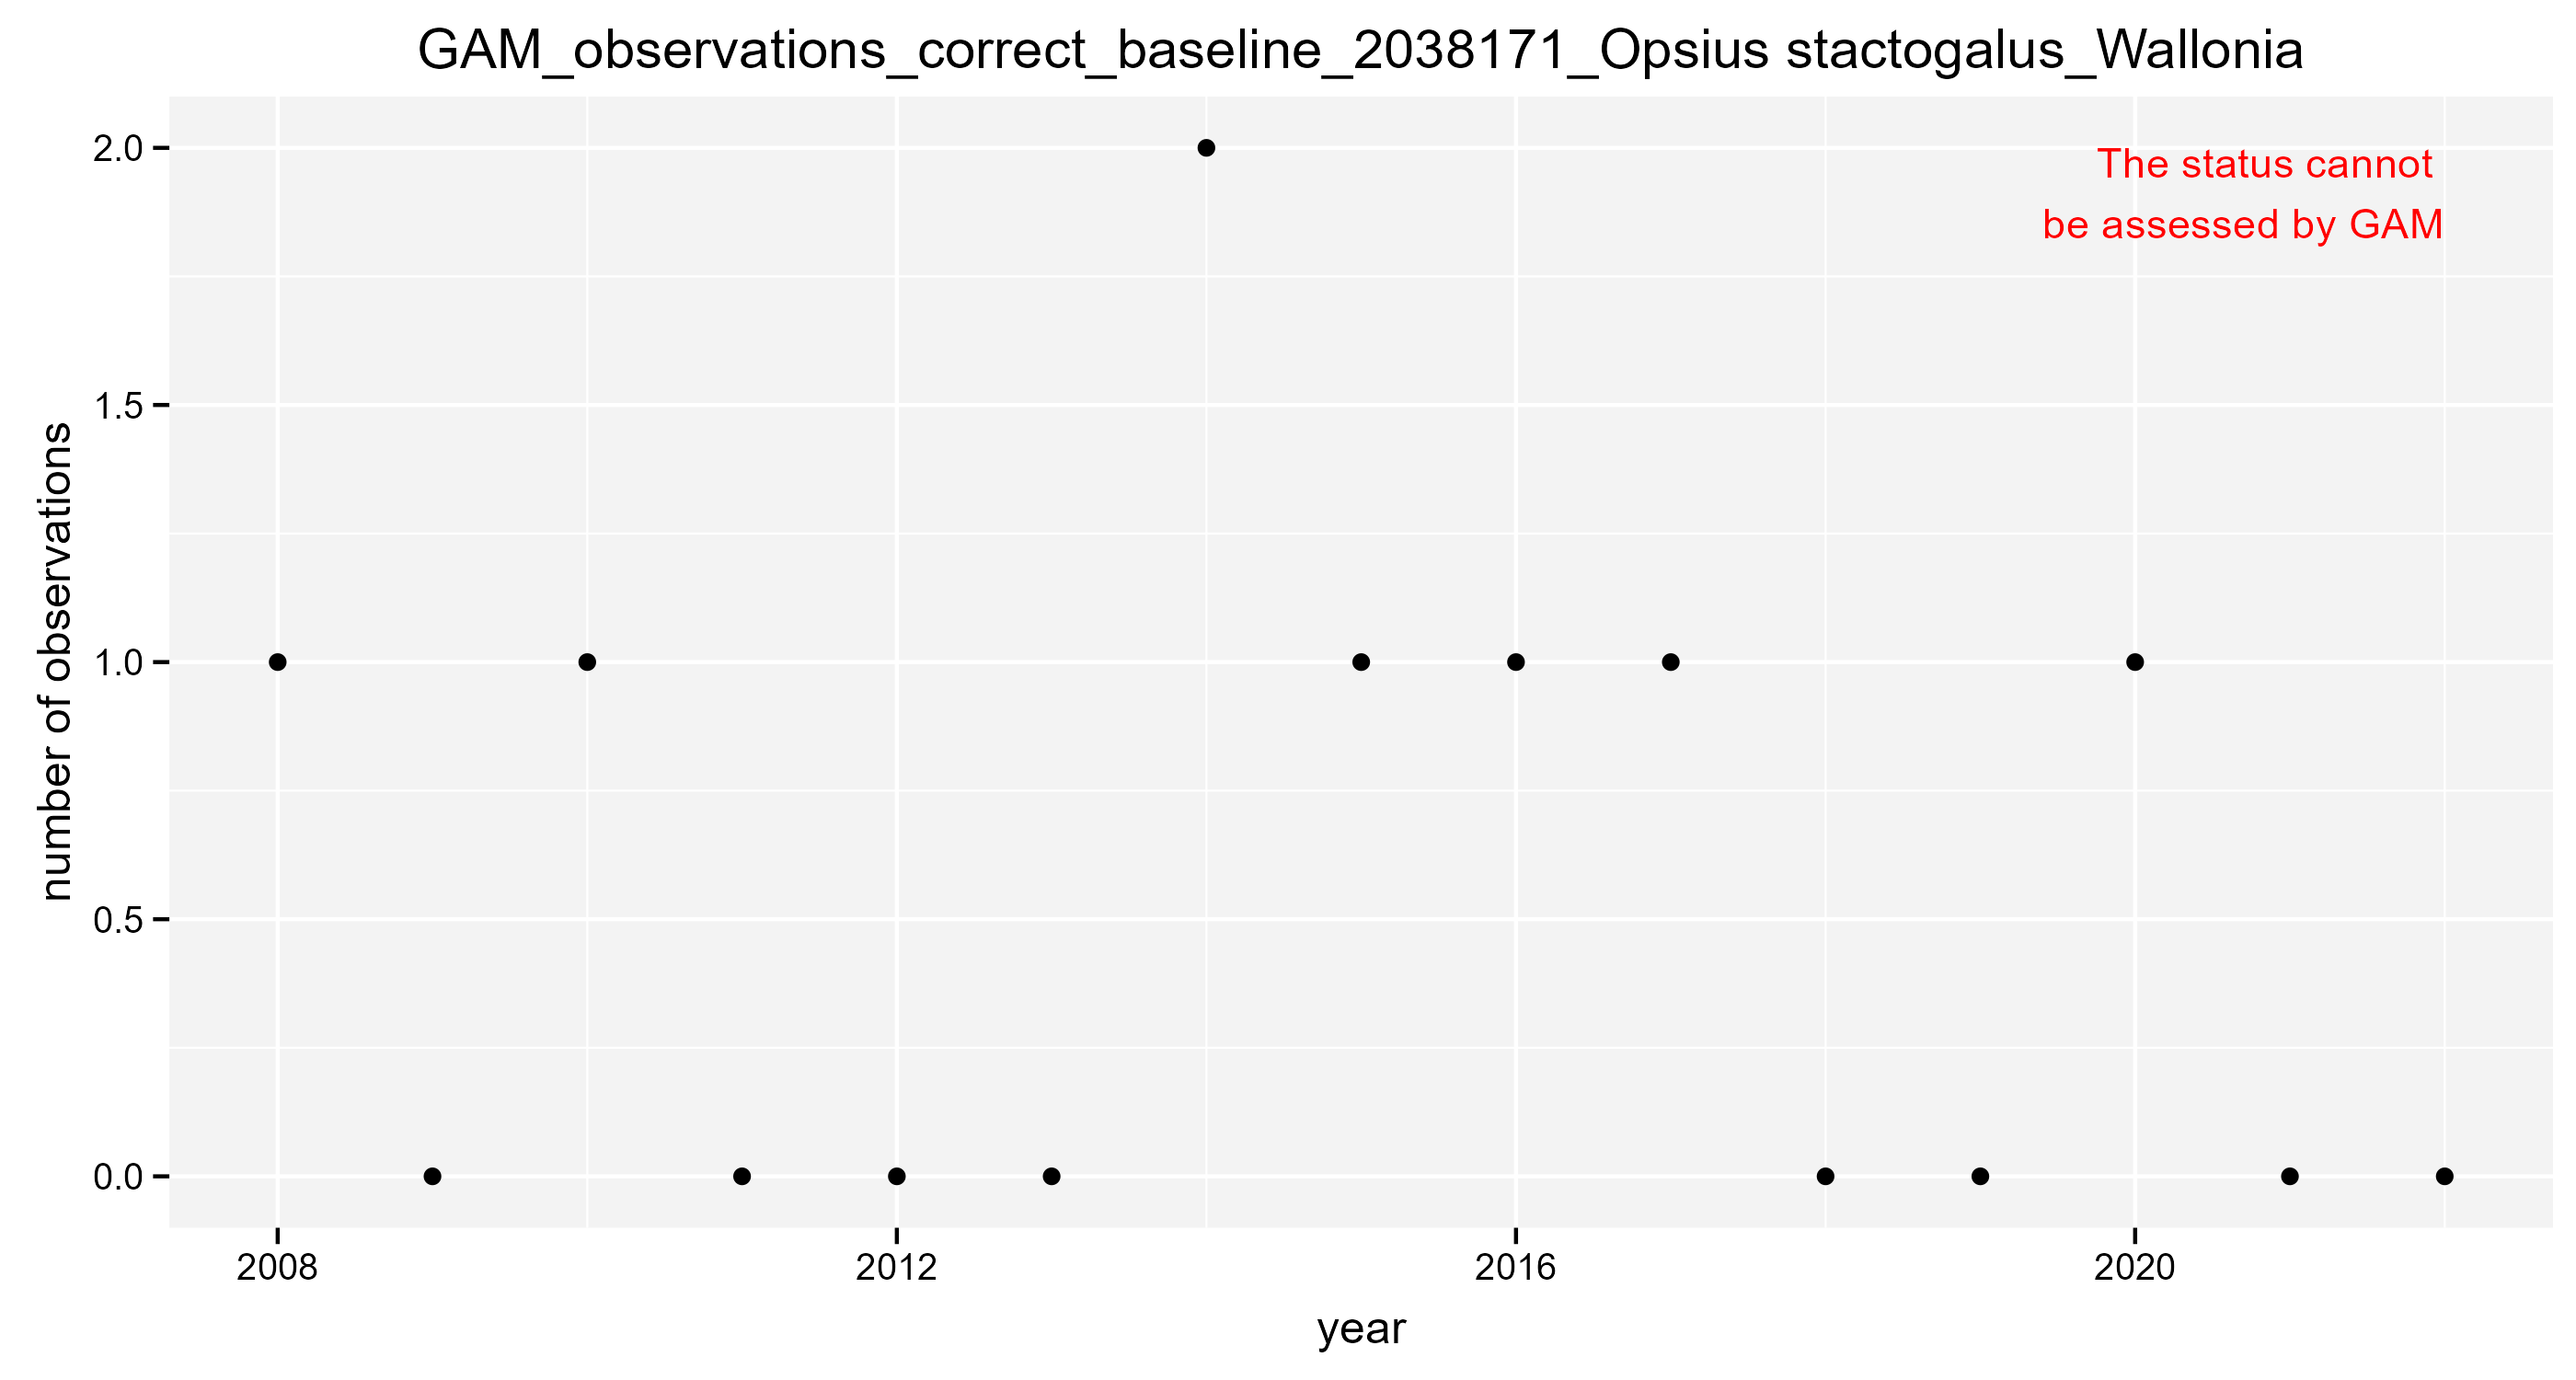 GAM_observations_correct_baseline_2038171_Opsius stactogalus_Wallonia
The status cannot
be assessed by GAM
number of observations
2.0
1.5
1.0
0.5
0.0
2008
2012
2016
2020
year